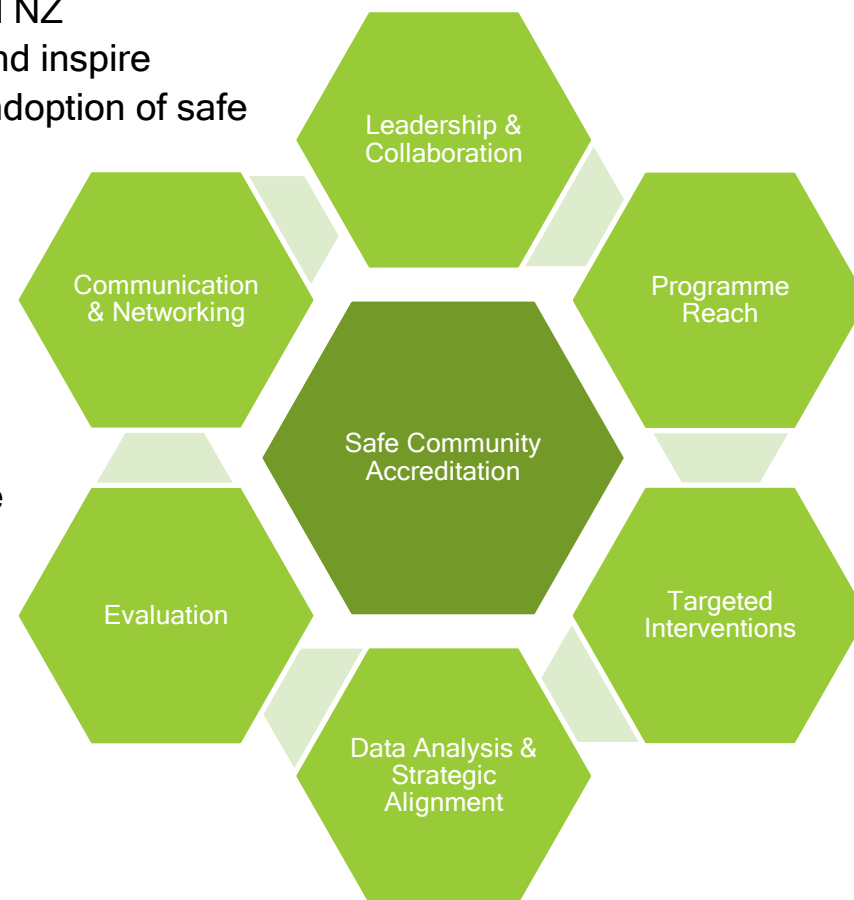 NZ
nd inspire
adoption of safe
Leadership &
Collaboration
Communication
& Networking
Programme
Reach
Safe Community
Accreditation
Evaluation
Targeted
Interventions
Data Analysis &
Strategic
Alignment